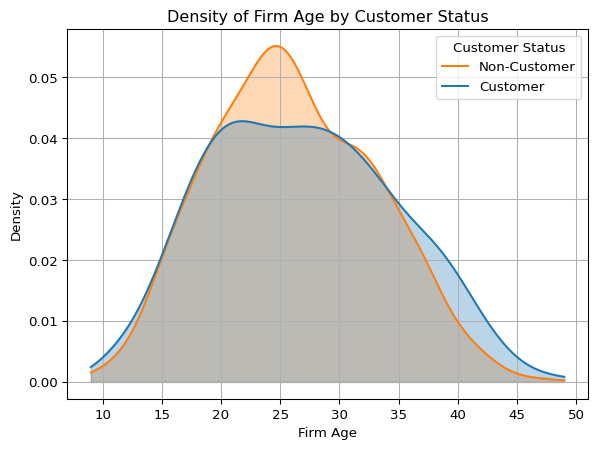 Density of Firm Age by Customer Status
Customer Status
Non-Customer
Customer
Density
0.05
0.04
0.03
0.02
0.01
0.00
10 15 20 25 30 35 40 45 50
Firm Age